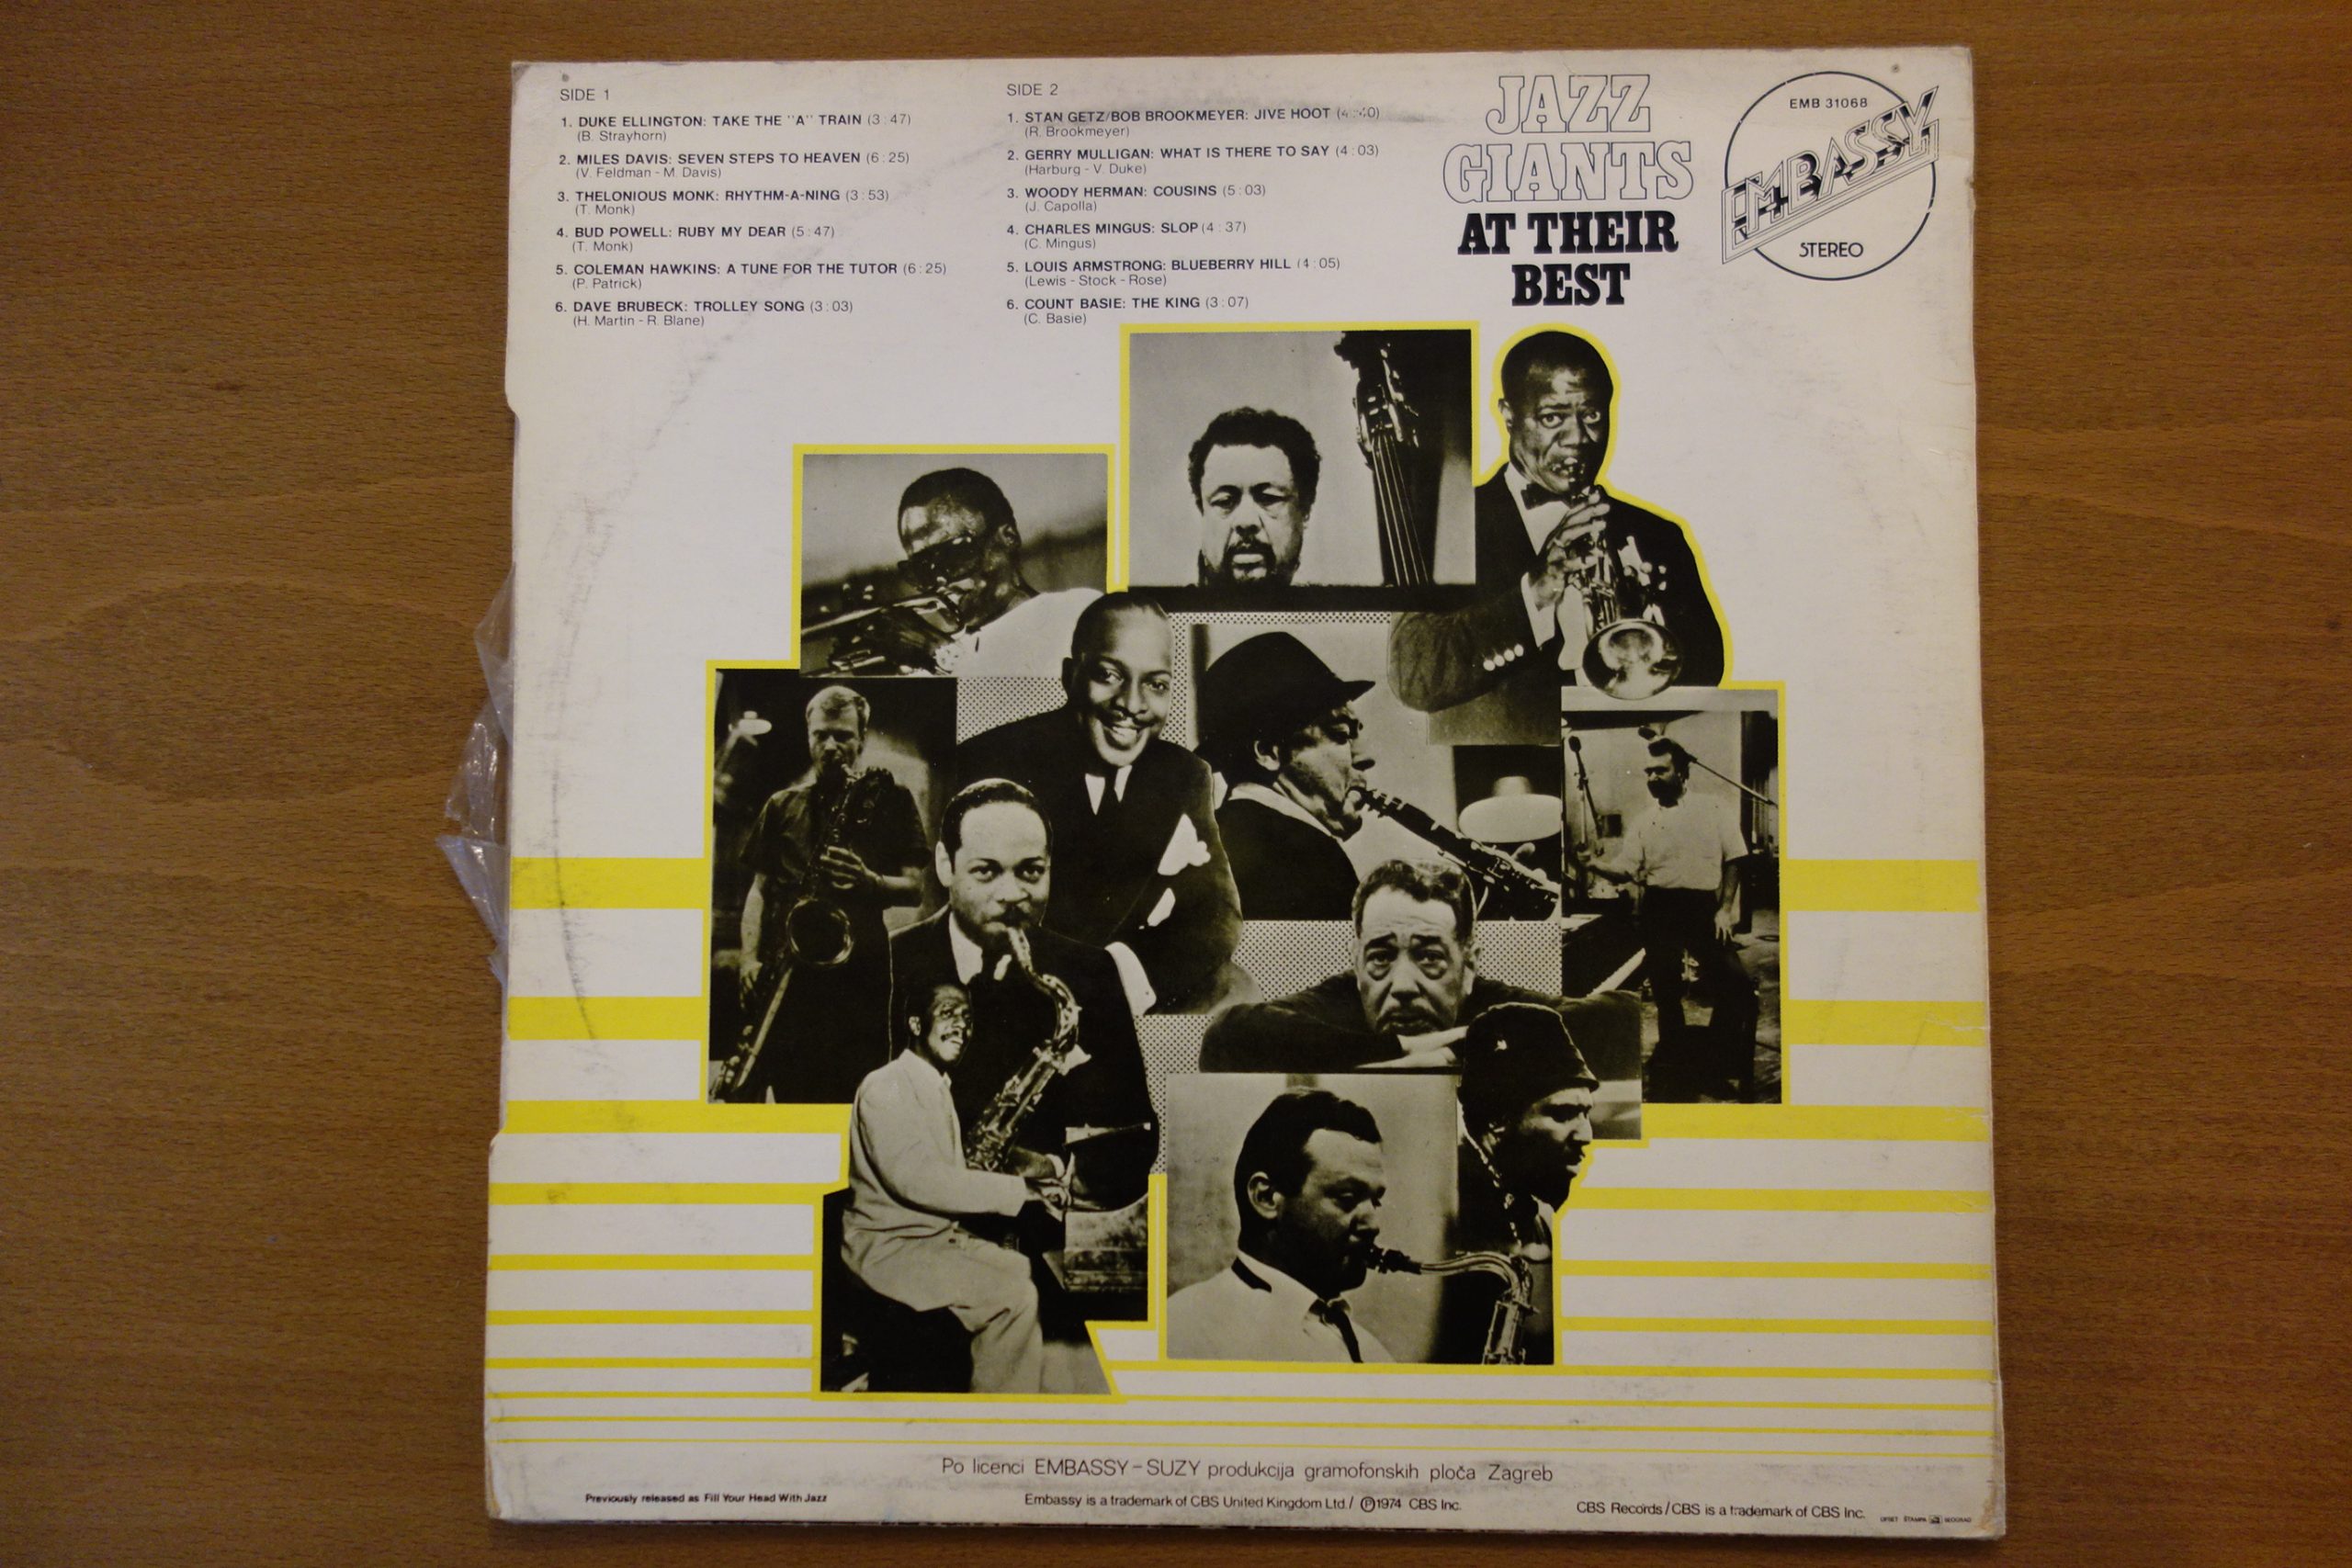 SIDE 1
1. DUKE ELLINGTON: TAKE THE "A" TRAIN (3:47)
(B. Strayhorn)
2. MILES DAVIS: SEVEN STEPS TO HEAVEN (6:25)
(V. Feldman - M. Davis)
3. THELONIOUS MONK: RHYTHM-A-NING (3:53)
(T. Monk)
4. BUD POWELL: RUBY MY DEAR (5:47)
(T. Monk)
5. COLEMAN HAWKINS: A TUNE FOR THE TUTOR (6:25)
(P. Patrick)
6. DAVE BRUBECK: TROLLEY SONG (3:03)
(H. Martin - R. Blane)
SIDE 2
1. STAN GETZ/BOB BROOKMEYER: JIVE HOOT
(R. Brookmeyer)
2. GERRY MULLIGAN: WHAT IS THERE TO SAY (4:03)
(Harburg - V. Duke)
3. WOODY HERMAN: COUSINS (5:03)
(J. Capolla)
4. CHARLES MINGUS: SLOP (4:37)
(C. Mingus)
5. LOUIS ARMSTRONG: BLUEBERRY HILL (4:05)
(Lewis - Stock - Rose)
6. COUNT BASIE: THE KING (3:07)
(C. Basie)
JAZZ
GIANTS
AT THEIR
BEST
EMB 31068
EMBASSY
STEREO
Po licenci EMBASSY-SUZY produkcija gramofonskih ploča Zagreb
Previously released as Fill Your Head With Jazz
Embassy is a trademark of CBS United Kingdom Ltd./ Ⓟ1974 CBS Inc.
CBS Records/CBS is a trademark of CBS Inc.
OFSET ŠTAMPA BEOGRAD